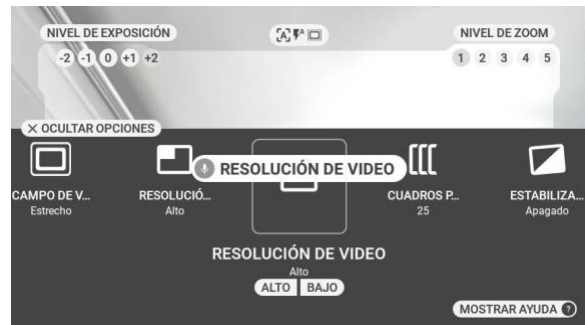 NIVEL DE EXPOSICIÓN
-2 -1 0 +1 +2
[A] A
NIVEL DE ZOOM
1 2 3 4 5
X OCULTAR OPCIONES
CAMPO DE V...
Estrecho
RESOLUCIÓ...
Alto
RESOLUCIÓN DE VIDEO
CUADROS P...
25
ESTABILIZA...
Apagado
RESOLUCIÓN DE VIDEO
Alto
ALTO BAJO
MOSTRAR AYUDA ?